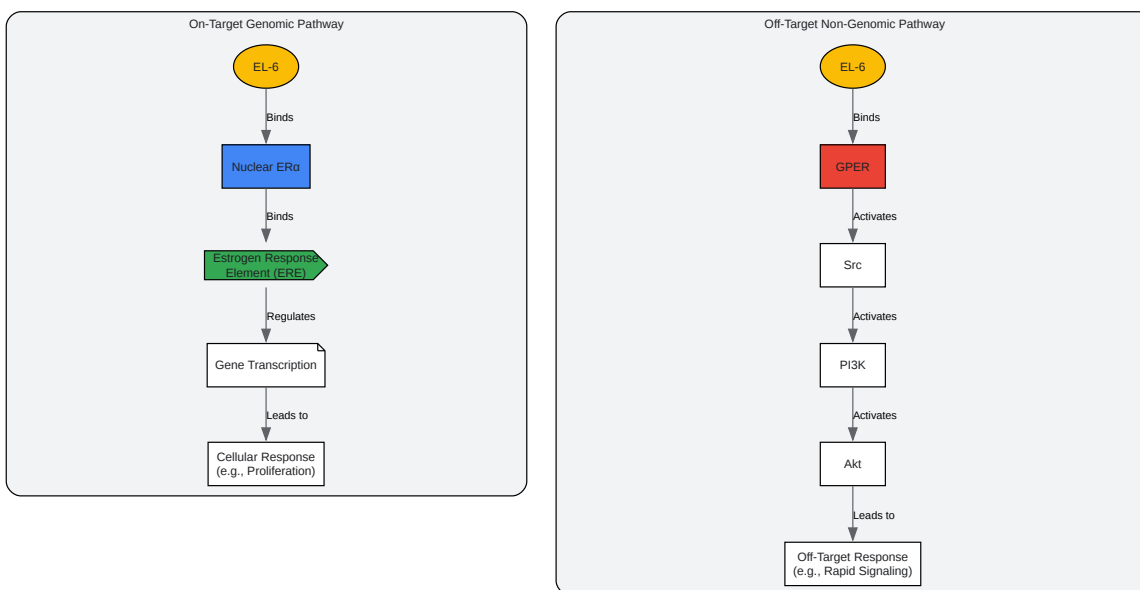 On-Target Genomic Pathway
EL-6
Binds
Nuclear ERα
Binds
Estrogen Response
Element (ERE)
Regulates
Gene Transcription
Leads to
Cellular Response
(e.g., Proliferation)
Off-Target Non-Genomic Pathway
EL-6
Binds
GPER
Activates
Src
Activates
PI3K
Activates
Akt
Leads to
Off-Target Response
(e.g., Rapid Signaling)